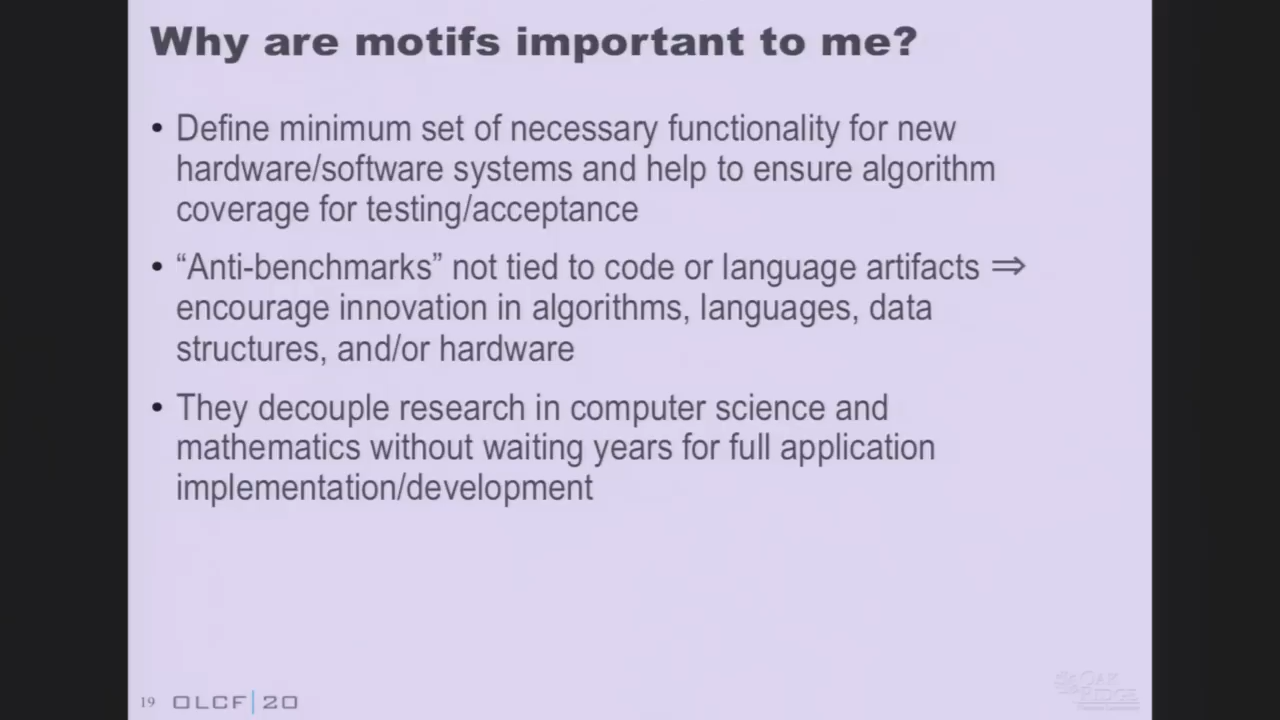 Why are motifs important to me?
• Define minimum set of necessary functionality for new
hardware/software systems and help to ensure algorithm
coverage for testing/acceptance
• “Anti-benchmarks” not tied to code or language artifacts ⇒
encourage innovation in algorithms, languages, data
structures, and/or hardware
• They decouple research in computer science and
mathematics without waiting years for full application
implementation/development
19 OLCF|20
OAK
RIDGE